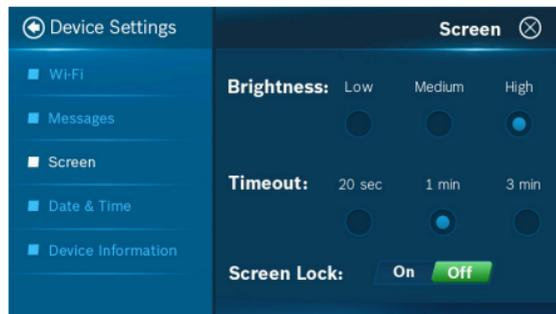 Device Settings
Screen
Wi-Fi
Messages
Screen
Date & Time
Device Information
Brightness: Low Medium High
Timeout: 20 sec 1 min 3 min
Screen Lock: On Off